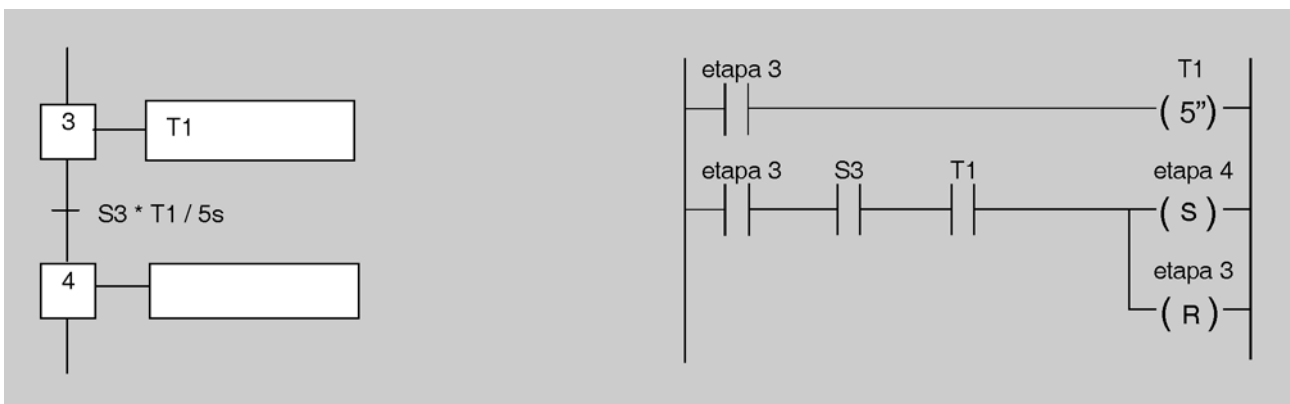 3
T1
S3 * T1 / 5s
4
etapa 3
T1
( 5")
etapa 3
S3
T1
etapa 4
( S )
etapa 3
( R )